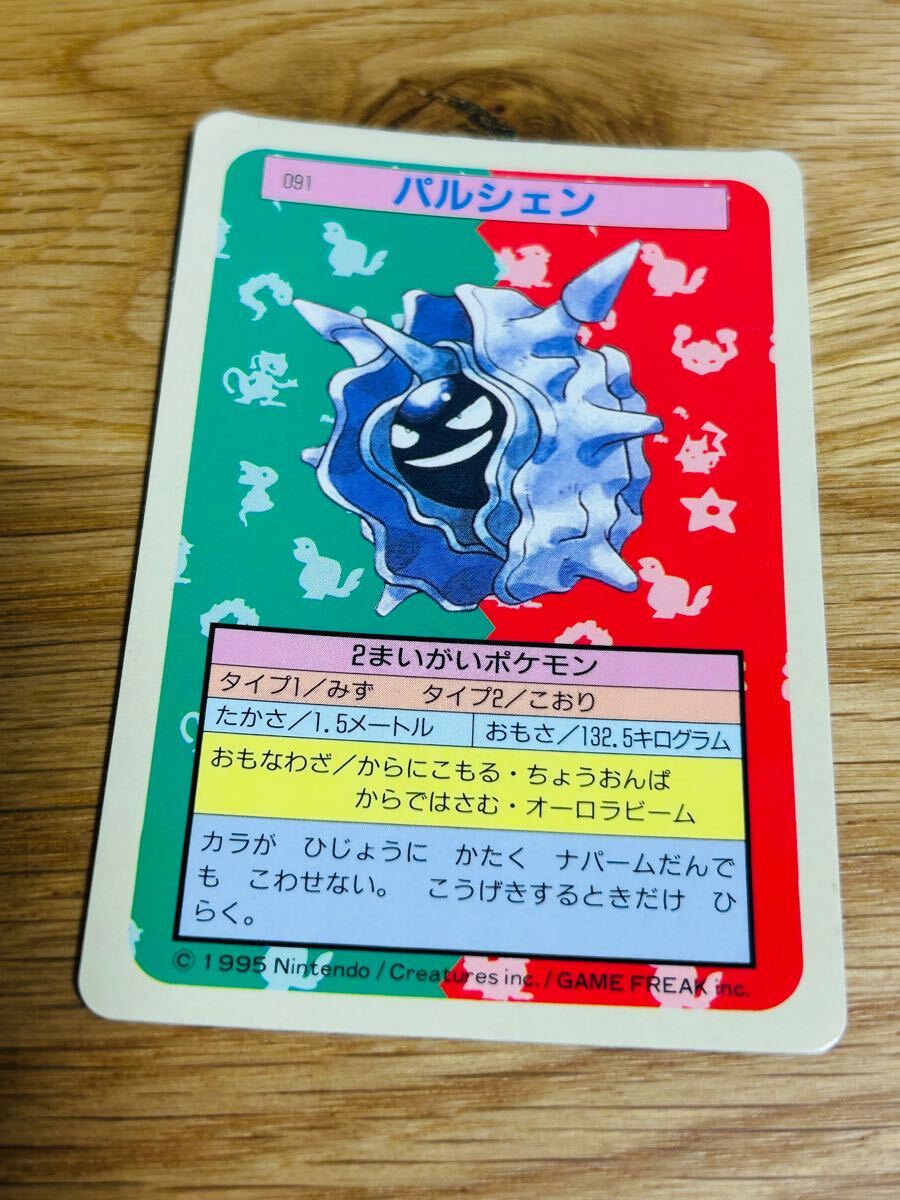 091 パルシェン
2まいがいポケモン
タイプ1/みず タイプ2/こおり
たかさ/1.5メートル おもさ/132.5キログラム
おもなわざ/からにこもる・ちょうおんぱ
からではさむ・オーロラビーム
カラが ひじょうに かたく ナパームだんで
も こわせない。 こうげきするときだけ ひ
らく。
© 1995 Nintendo / Creatures inc. / GAME FREAK inc.